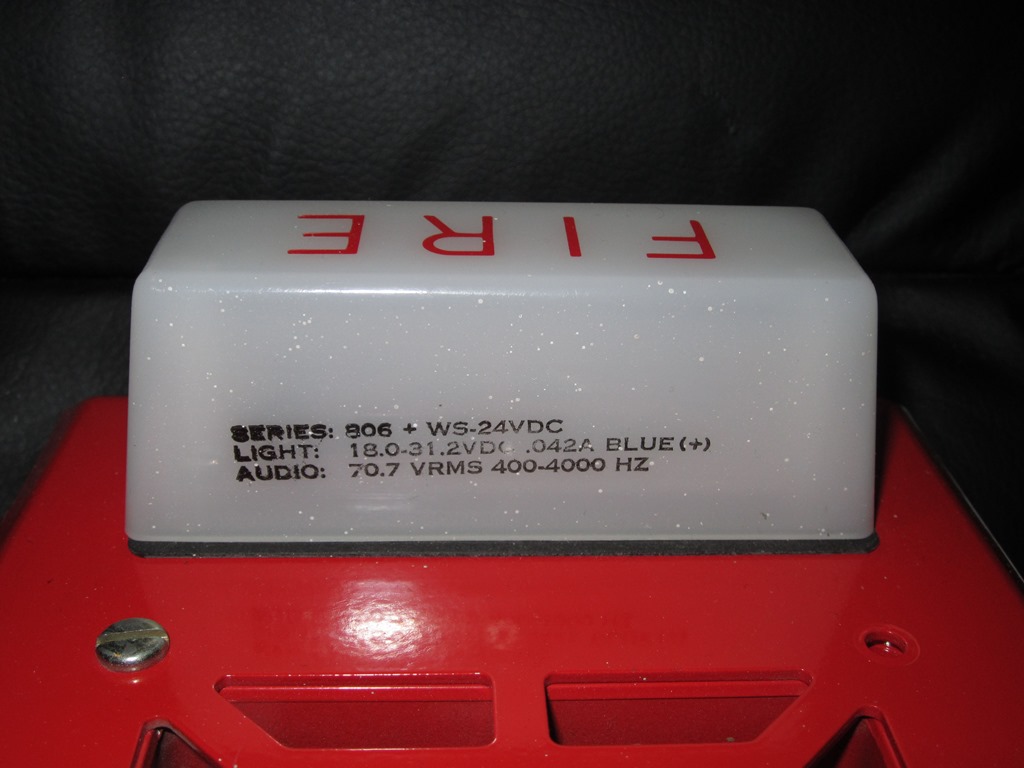 FIRE
SERIES: 806 + WS-24VDC
LIGHT: 18.0-31.2VDC .042A BLUE(+)
AUDIO: 70.7 VRMS 400-4000 HZ